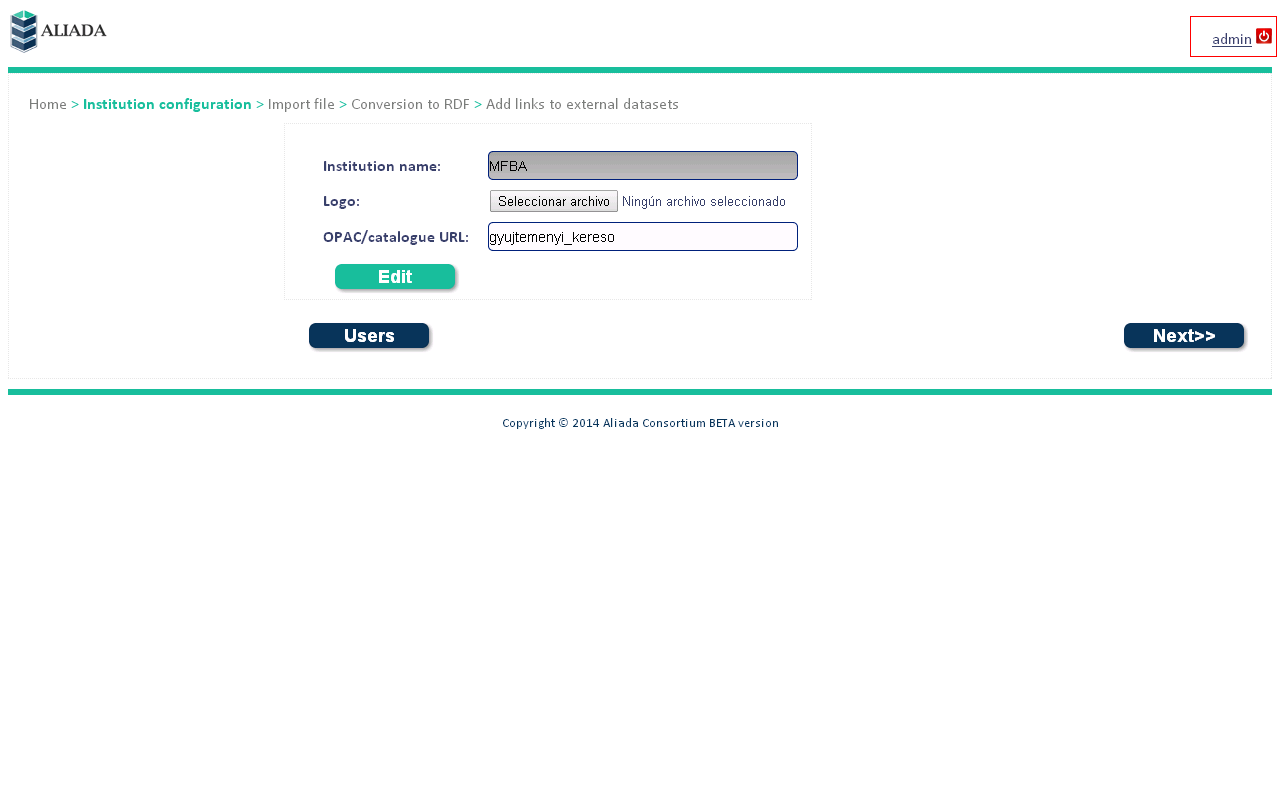 ALIADA
admin
Home > Institution configuration > Import file > Conversion to RDF > Add links to external datasets
Institution name: MFBA
Logo: Seleccionar archivo Ningún archivo seleccionado
OPAC/catalogue URL: gyujtemenyi_kereso
Edit
Users Next>>
Copyright © 2014 Aliada Consortium BETA version